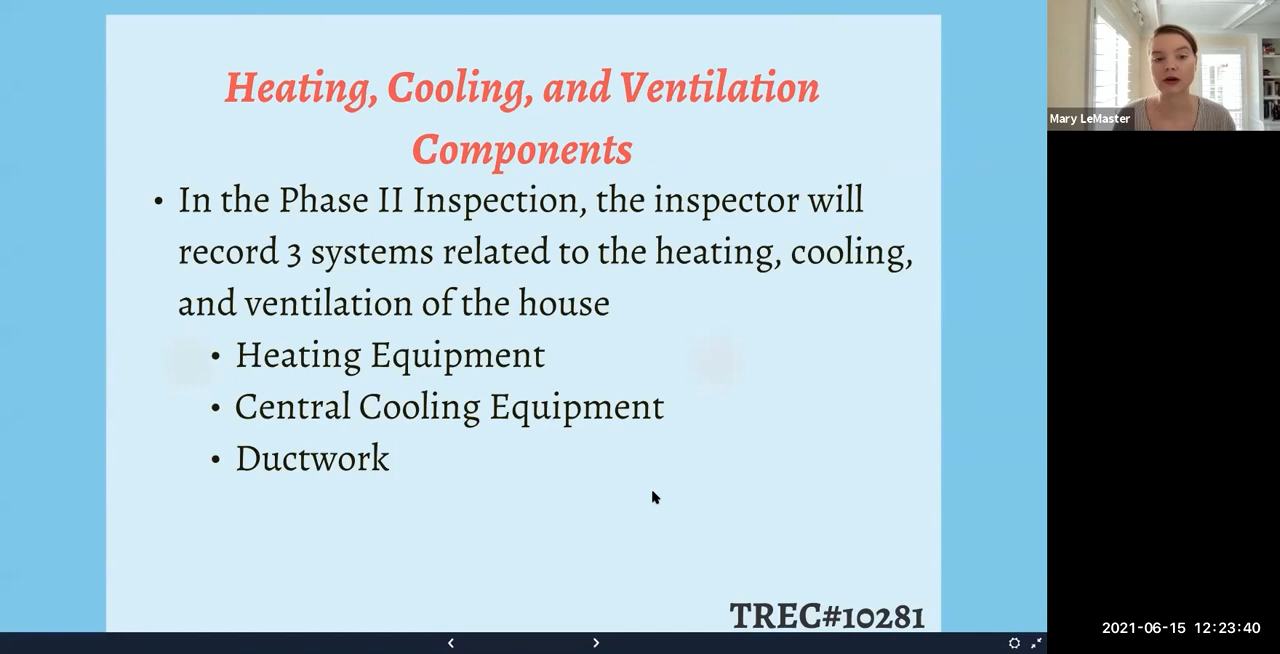 Heating, Cooling, and Ventilation
Components
• In the Phase II Inspection, the inspector will
record 3 systems related to the heating, cooling,
and ventilation of the house
• Heating Equipment
• Central Cooling Equipment
• Ductwork
TREC#10281
Mary LeMaster
2021-06-15 12:23:40